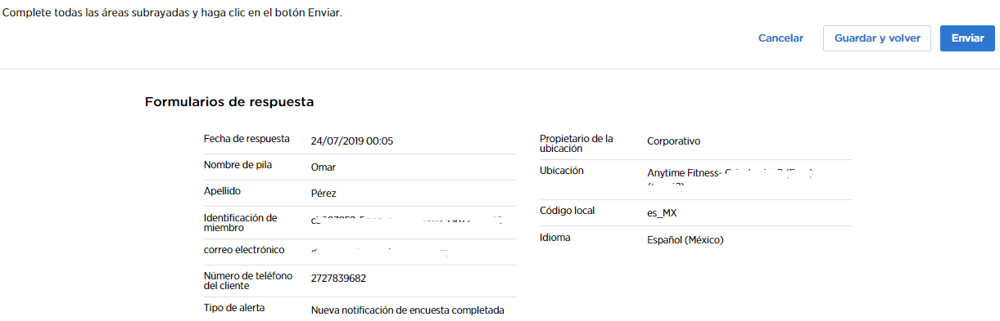 Complete todas las áreas subrayadas y haga clic en el botón Enviar.
Cancelar
Guardar y volver
Enviar
Formularios de respuesta
Fecha de respuesta
24/07/2019 00:05
Nombre de pila
Omar
Apellido
Pérez
Identificación de
miembro
correo electrónico
Número de teléfono
del cliente
2727839682
Tipo de alerta
Nueva notificación de encuesta completada
Propietario de la
ubicación
Corporativo
Ubicación
Anytime Fitness-
Código local
es_MX
Idioma
Español (México)